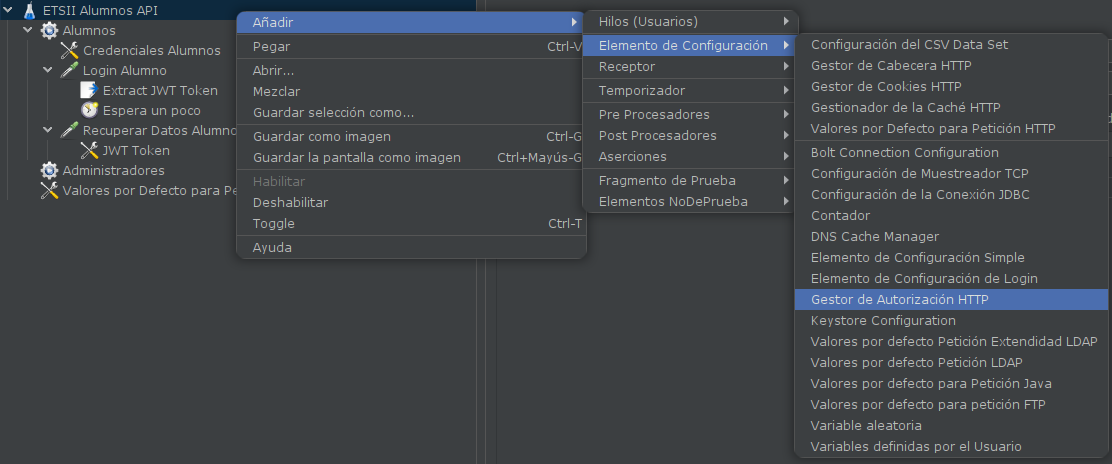 ETSII Alumnos API
Alumnos
Credenciales Alumnos
Login Alumno
Extract JWT Token
Espera un poco
Recuperar Datos Alumno
JWT Token
Administradores
Valores por Defecto para Pe
Añadir
Pegar Ctrl-V
Abrir...
Mezclar
Guardar selección como...
Guardar como imagen Ctrl-G
Guardar la pantalla como imagen Ctrl+Mayús-G
Habilitar
Deshabilitar
Toggle Ctrl-T
Ayuda
Hilos (Usuarios)
Elemento de Configuración
Receptor
Temporizador
Pre Procesadores
Post Procesadores
Aserciones
Fragmento de Prueba
Elementos NoDePrueba
Configuración del CSV Data Set
Gestor de Cabecera HTTP
Gestor de Cookies HTTP
Gestionador de la Caché HTTP
Valores por Defecto para Petición HTTP
Bolt Connection Configuration
Configuración de Muestreador TCP
Configuración de la Conexión JDBC
Contador
DNS Cache Manager
Elemento de Configuración Simple
Elemento de Configuración de Login
Gestor de Autorización HTTP
Keystore Configuration
Valores por defecto Petición Extendidad LDAP
Valores por defecto Petición LDAP
Valores por defecto para Petición Java
Valores por defecto para petición FTP
Variable aleatoria
Variables definidas por el Usuario